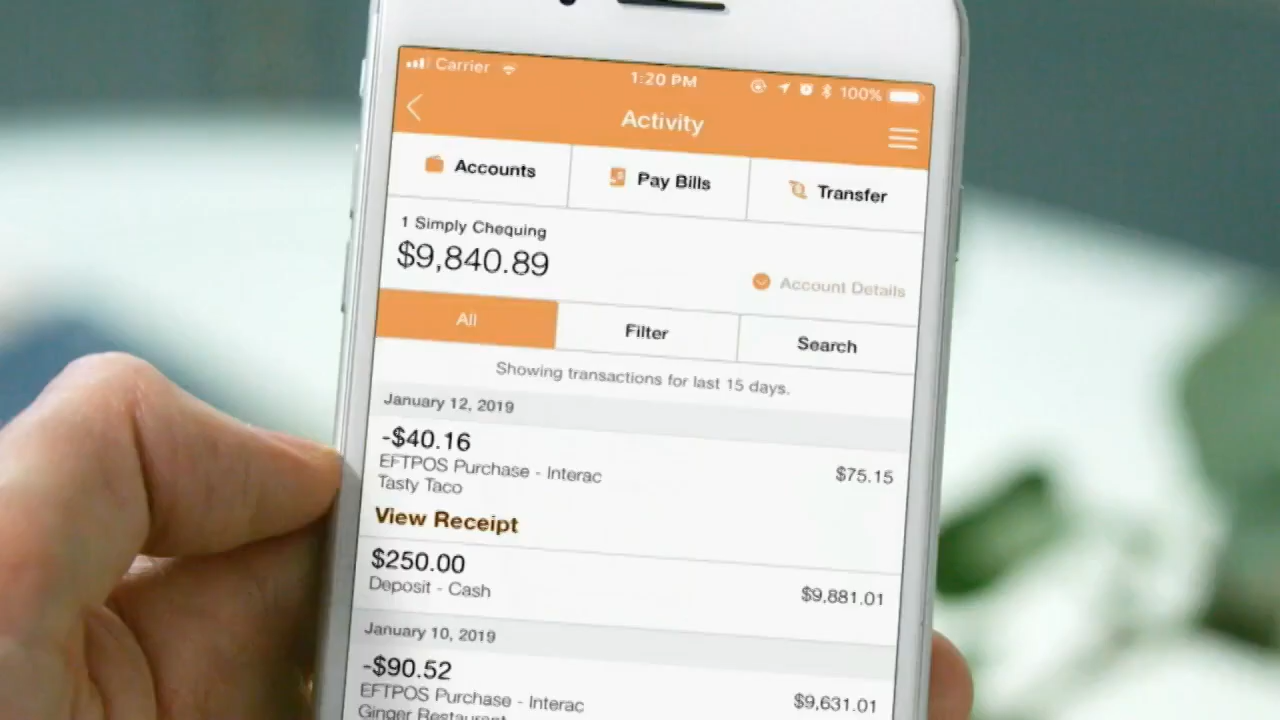 Carrier 1:20 PM 100%
Activity
Accounts Pay Bills Transfer
1 Simply Chequing
$9,840.89
Account Details
All Filter Search
Showing transactions for last 15 days.
January 12, 2019
-$40.16
EFTPOS Purchase - Interac $75.15
Tasty Taco
View Receipt
$250.00
Deposit - Cash $9,881.01
January 10, 2019
-$90.52
EFTPOS Purchase - Interac $9,631.01
Ginger Restaurant